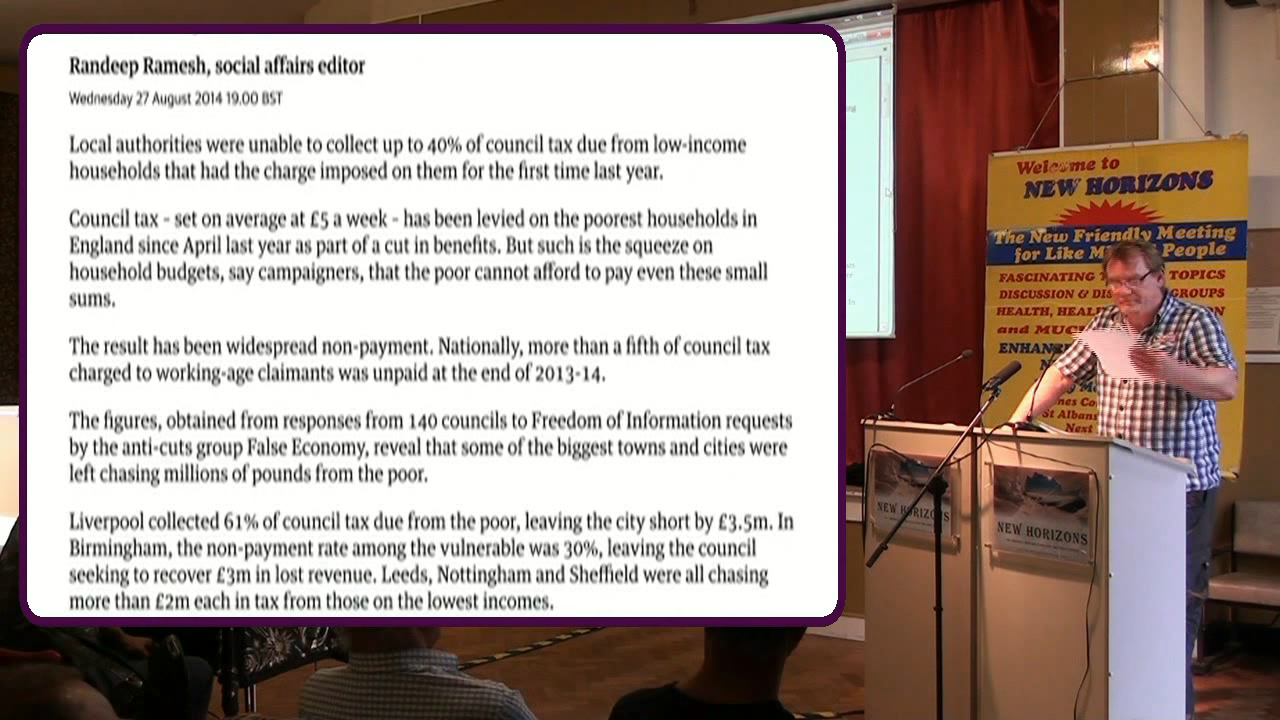 Randeep Ramesh, social affairs editor
Wednesday 27 August 2014 19.00 BST
Local authorities were unable to collect up to 40% of council tax due from low-income
households that had the charge imposed on them for the first time last year.
Council tax - set on average at £5 a week - has been levied on the poorest households in
England since April last year as part of a cut in benefits. But such is the squeeze on
household budgets, say campaigners, that the poor cannot afford to pay even these small
sums.
The result has been widespread non-payment. Nationally, more than a fifth of council tax
charged to working-age claimants was unpaid at the end of 2013-14.
The figures, obtained from responses from 140 councils to Freedom of Information requests
by the anti-cuts group False Economy, reveal that some of the biggest towns and cities were
left chasing millions of pounds from the poor.
Liverpool collected 61% of council tax due from the poor, leaving the city short by £3.5m. In
Birmingham, the non-payment rate among the vulnerable was 30%, leaving the council
seeking to recover £3m in lost revenue. Leeds, Nottingham and Sheffield were all chasing
more than £2m each in tax from those on the lowest incomes.
Welcome to
NEW HORIZONS
The New Friendly Meeting
for Like People
FASCINATING TOPICS
DISCUSSION & GROUPS
HEALTH,
and
St Albans
Next
NEW HORIZONS
NEW HORIZONS